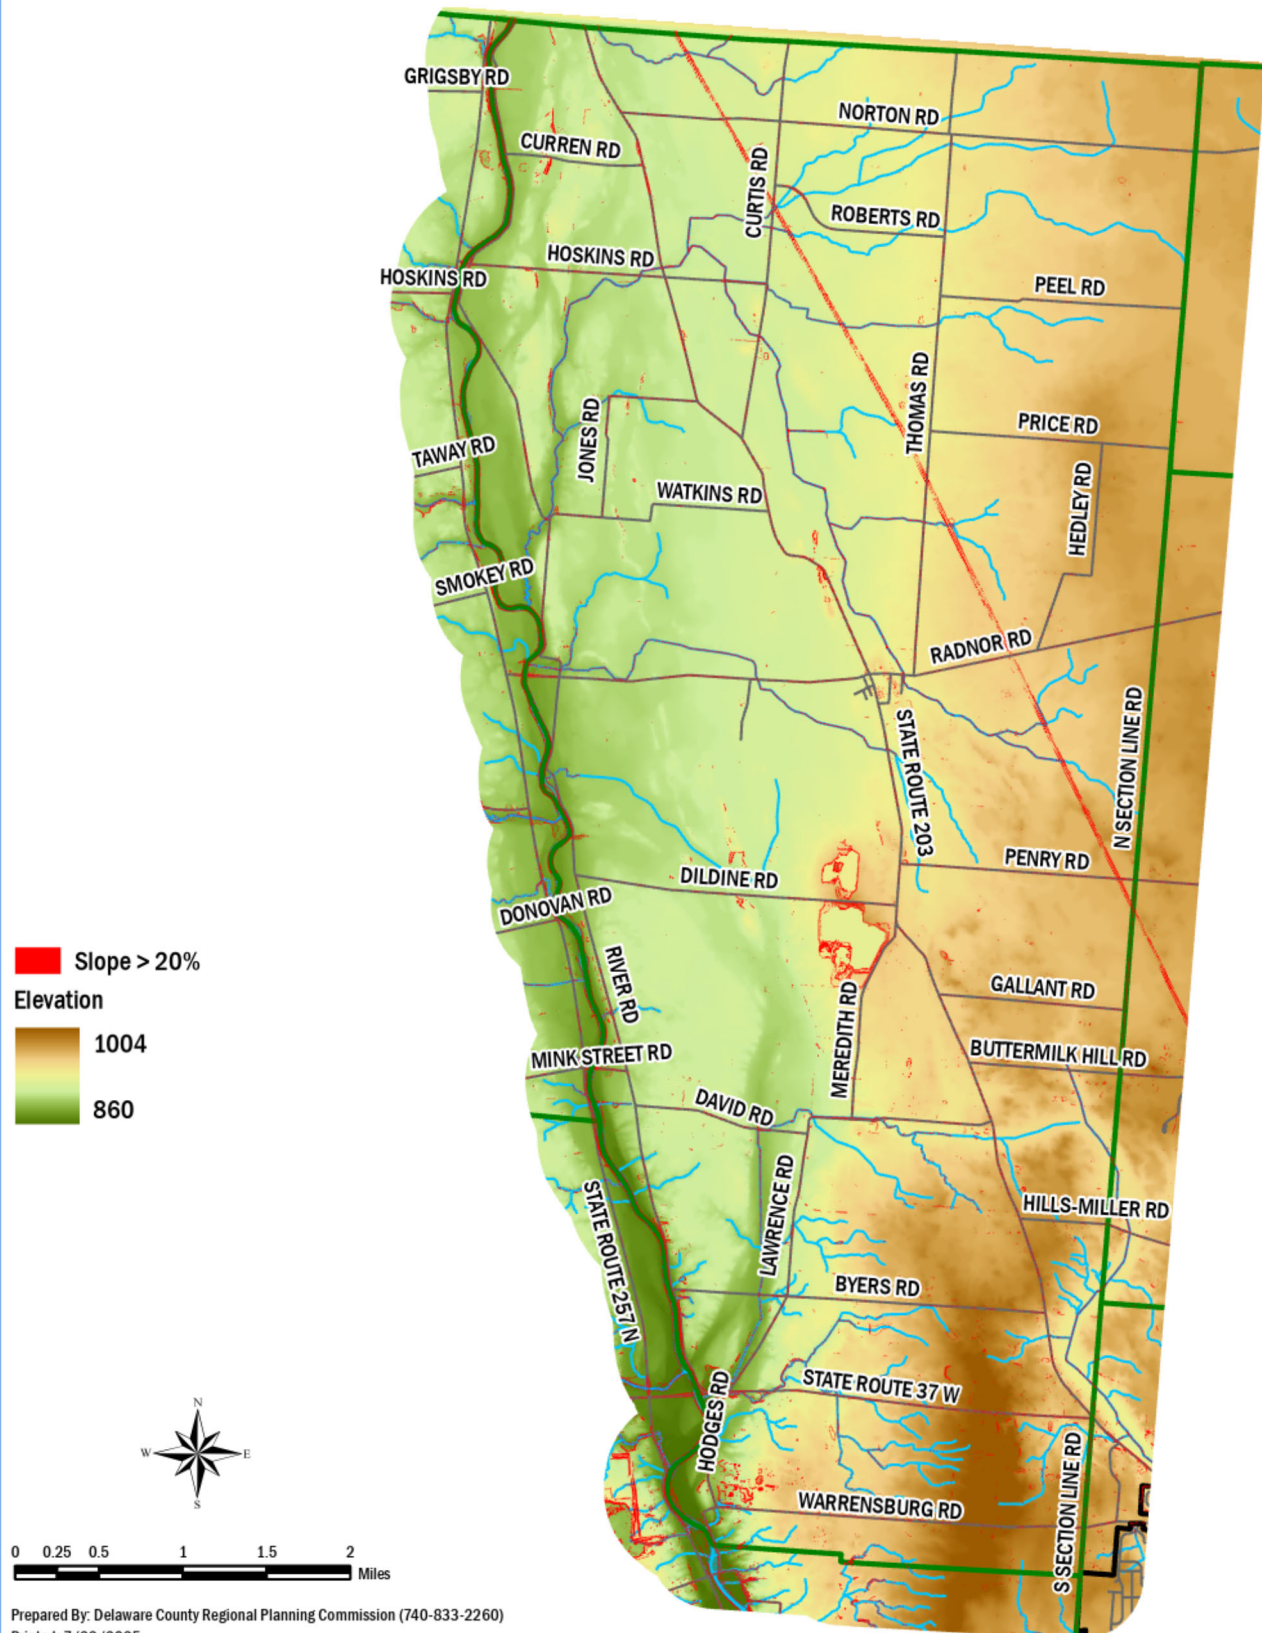 GRIGSBY RD
NORTON RD
CURREN RD
CURTIS RD
ROBERTS RD
HOSKINS RD
HOSKINS RD
PEEL RD
THOMAS RD
JONES RD
PRICE RD
TAWAY RD
HEDLEY RD
WATKINS RD
SMOKEY RD
RADNOR RD
N SECTION LINE RD
STATE ROUTE 203
PENRY RD
DILDINE RD
DONOVAN RD
RIVER RD
Slope > 20%
Elevation
1004
860
GALLANT RD
MEREDITH RD
MINK STREET RD
BUTTERMILK HILL RD
DAVID RD
LAWRENCE RD
STATE ROUTE 257 N
HILLS-MILLER RD
BYERS RD
STATE ROUTE 37 W
HODGES RD
S SECTION LINE RD
WARRENSBURG RD
N
W E
S
0 0.25 0.5 1 1.5 2
Miles
Prepared By: Delaware County Regional Planning Commission (740-833-2260)